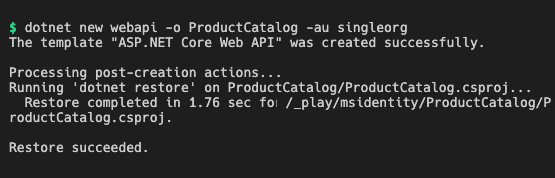 $ dotnet new webapi -o ProductCatalog -au singleorg
The template "ASP.NET Core Web API" was created successfully.
Processing post-creation actions...
Running 'dotnet restore' on ProductCatalog/ProductCatalog.csproj...
Restore completed in 1.76 sec for /_play/msidentity/ProductCatalog/P
roductCatalog.csproj.
Restore succeeded.